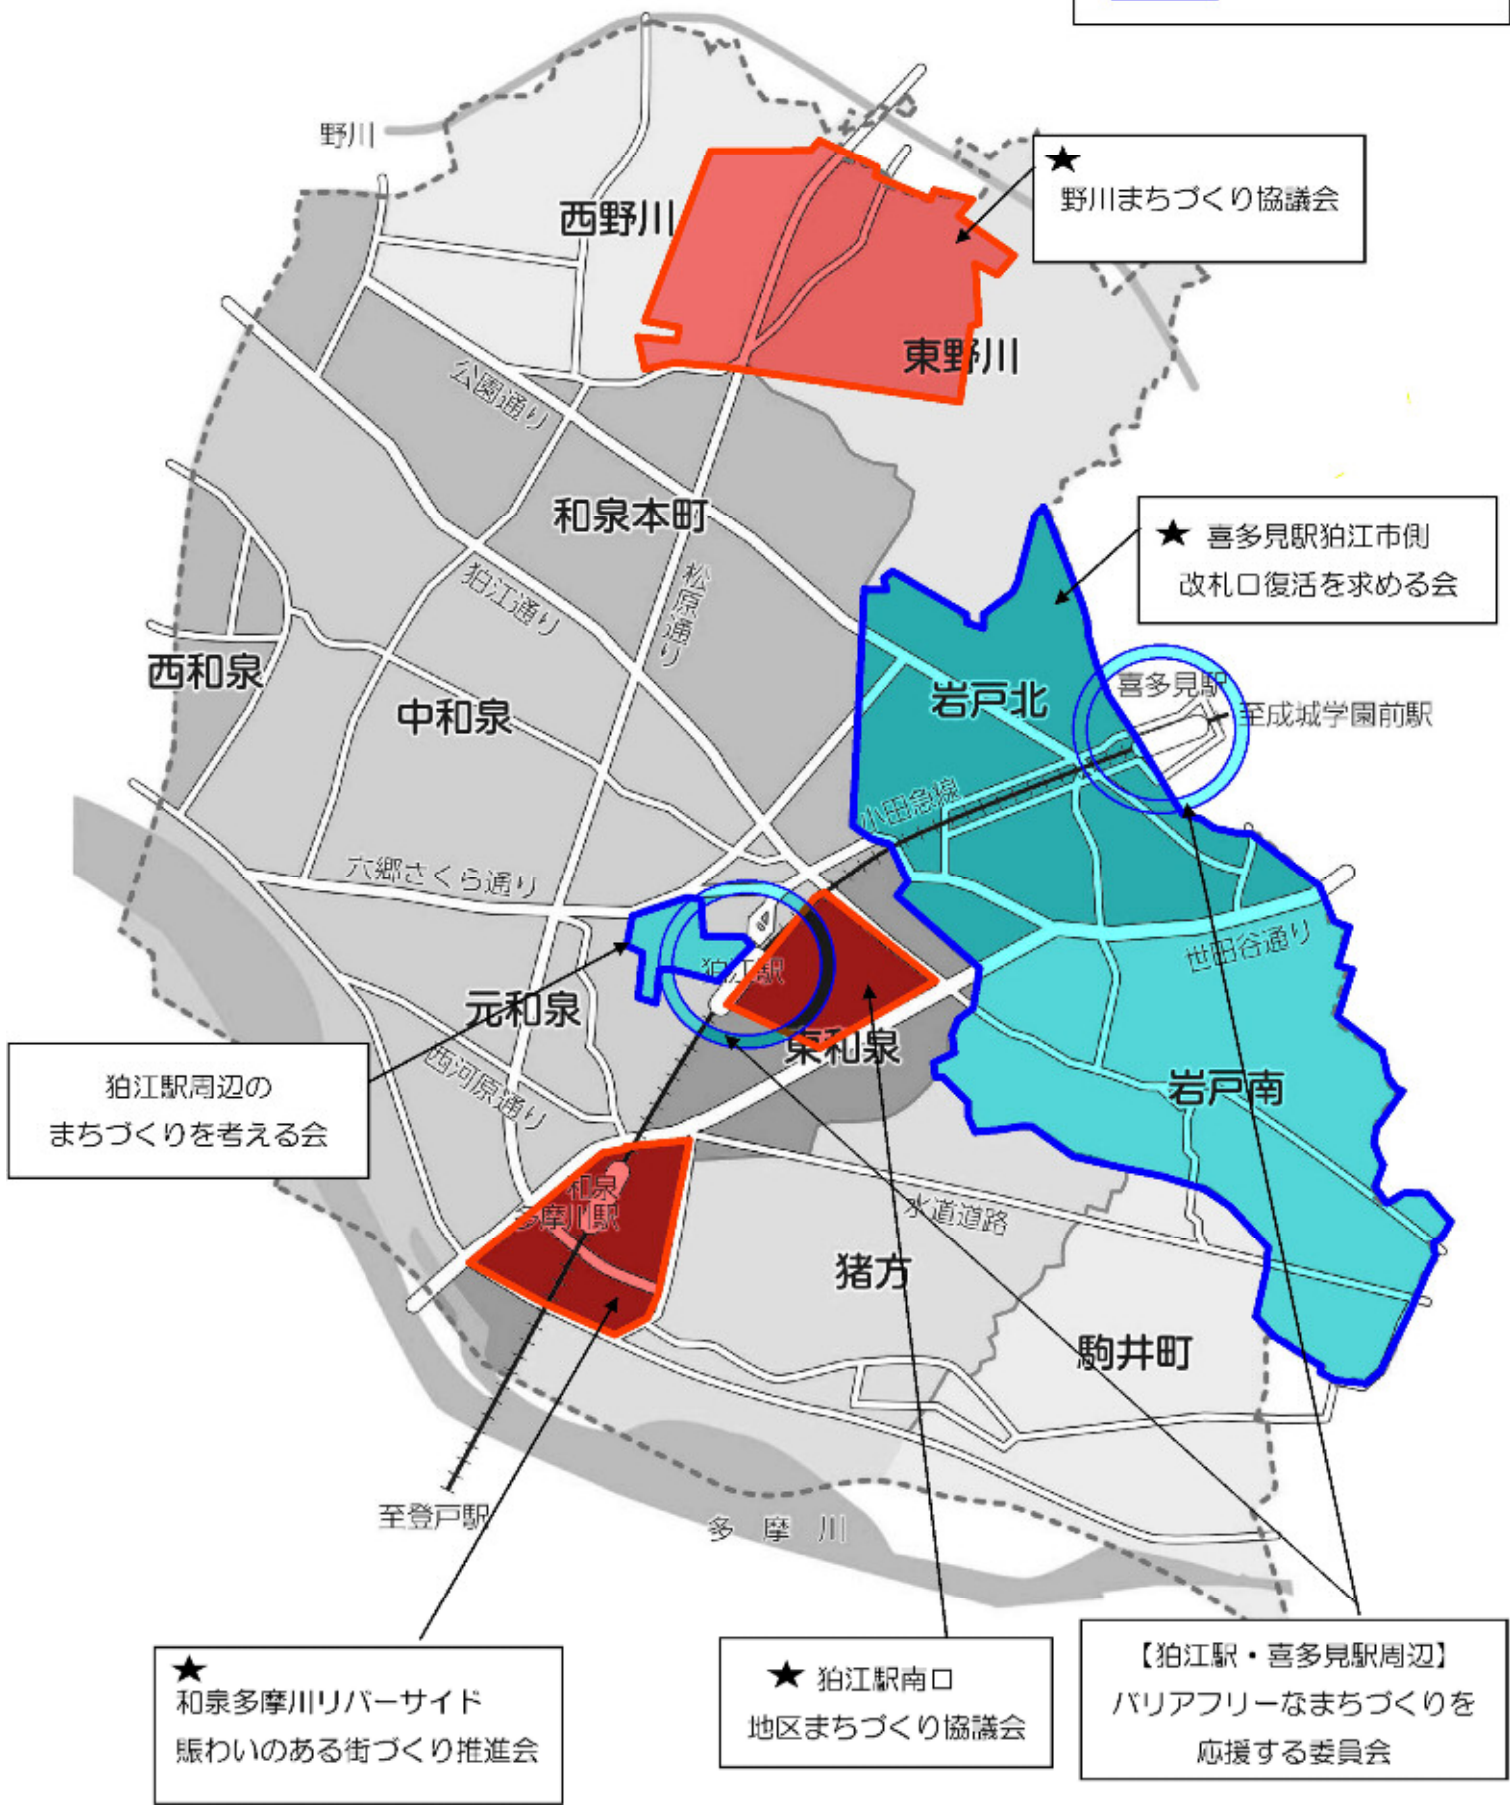 野川
★
野川まちづくり協議会
西野川
東野川
公園通り
和泉本町
★ 喜多見駅狛江市側
改札口復活を求める会
狛江通り
松原通り
西和泉
中和泉
岩戸北
喜多見駅
至成城学園前駅
小田急線
六郷さくら通り
世田谷通り
狛江駅
元和泉
東和泉
狛江駅周辺の
まちづくりを考える会
西河原通り
岩戸南
和泉
多摩川駅
水道道路
猪方
駒井町
至登戸駅
多摩川
★
和泉多摩川リバーサイド
賑わいのある街づくり推進会
★ 狛江駅南口
地区まちづくり協議会
【狛江駅・喜多見駅周辺】
バリアフリーなまちづくりを
応援する委員会